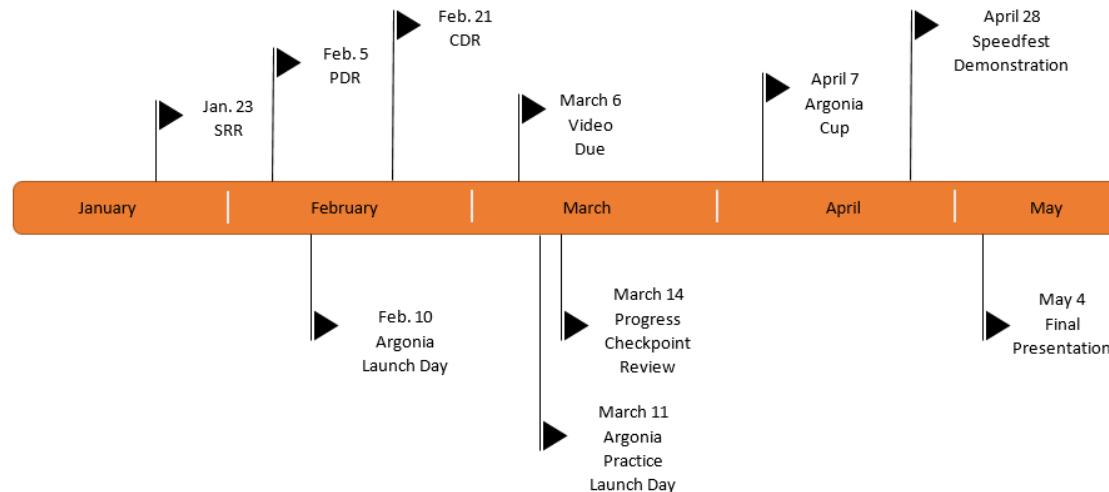 Jan. 23
SRR
Feb. 5
PDR
Feb. 21
CDR
March 6
Video
Due
April 7
Argonia
Cup
April 28
Speedfest
Demonstration
January
February
March
April
May
Feb. 10
Argonia
Launch Day
March 11
Argonia
Practice
Launch Day
March 14
Progress
Checkpoint
Review
May 4
Final
Presentation